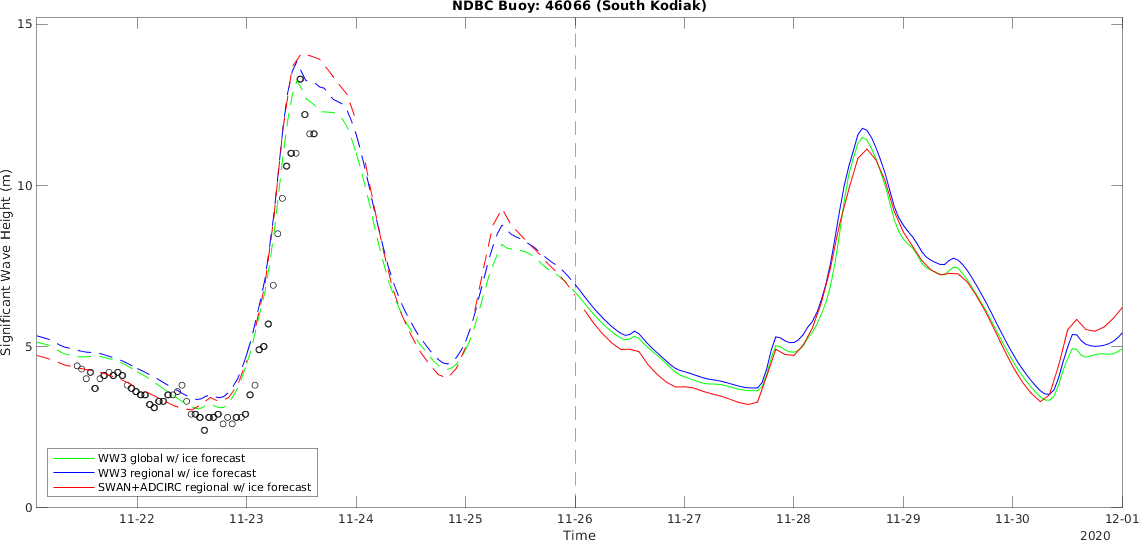 NDBC Buoy: 46066 (South Kodiak)
15
10
5
0
Significant Wave Height (m)
WW3 global w/ ice forecast
WW3 regional w/ ice forecast
SWAN+ADCIRC regional w/ ice forecast
11-22
11-23
11-24
11-25
11-26
11-27
11-28
11-29
11-30
12-01
Time
2020